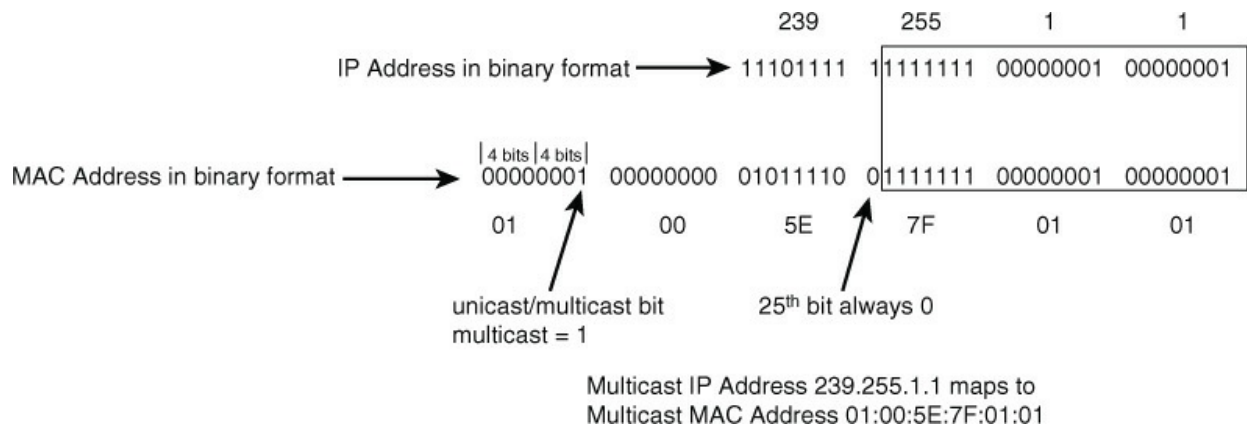 239 255 1 1
IP Address in binary format 11101111 11111111 00000001 00000001
|4 bits|4 bits|
MAC Address in binary format 00000001 00000000 01011110 01111111 00000001 00000001
01 00 5E 7F 01 01
unicast/multicast bit 25th bit always 0
multicast = 1
Multicast IP Address 239.255.1.1 maps to
Multicast MAC Address 01:00:5E:7F:01:01